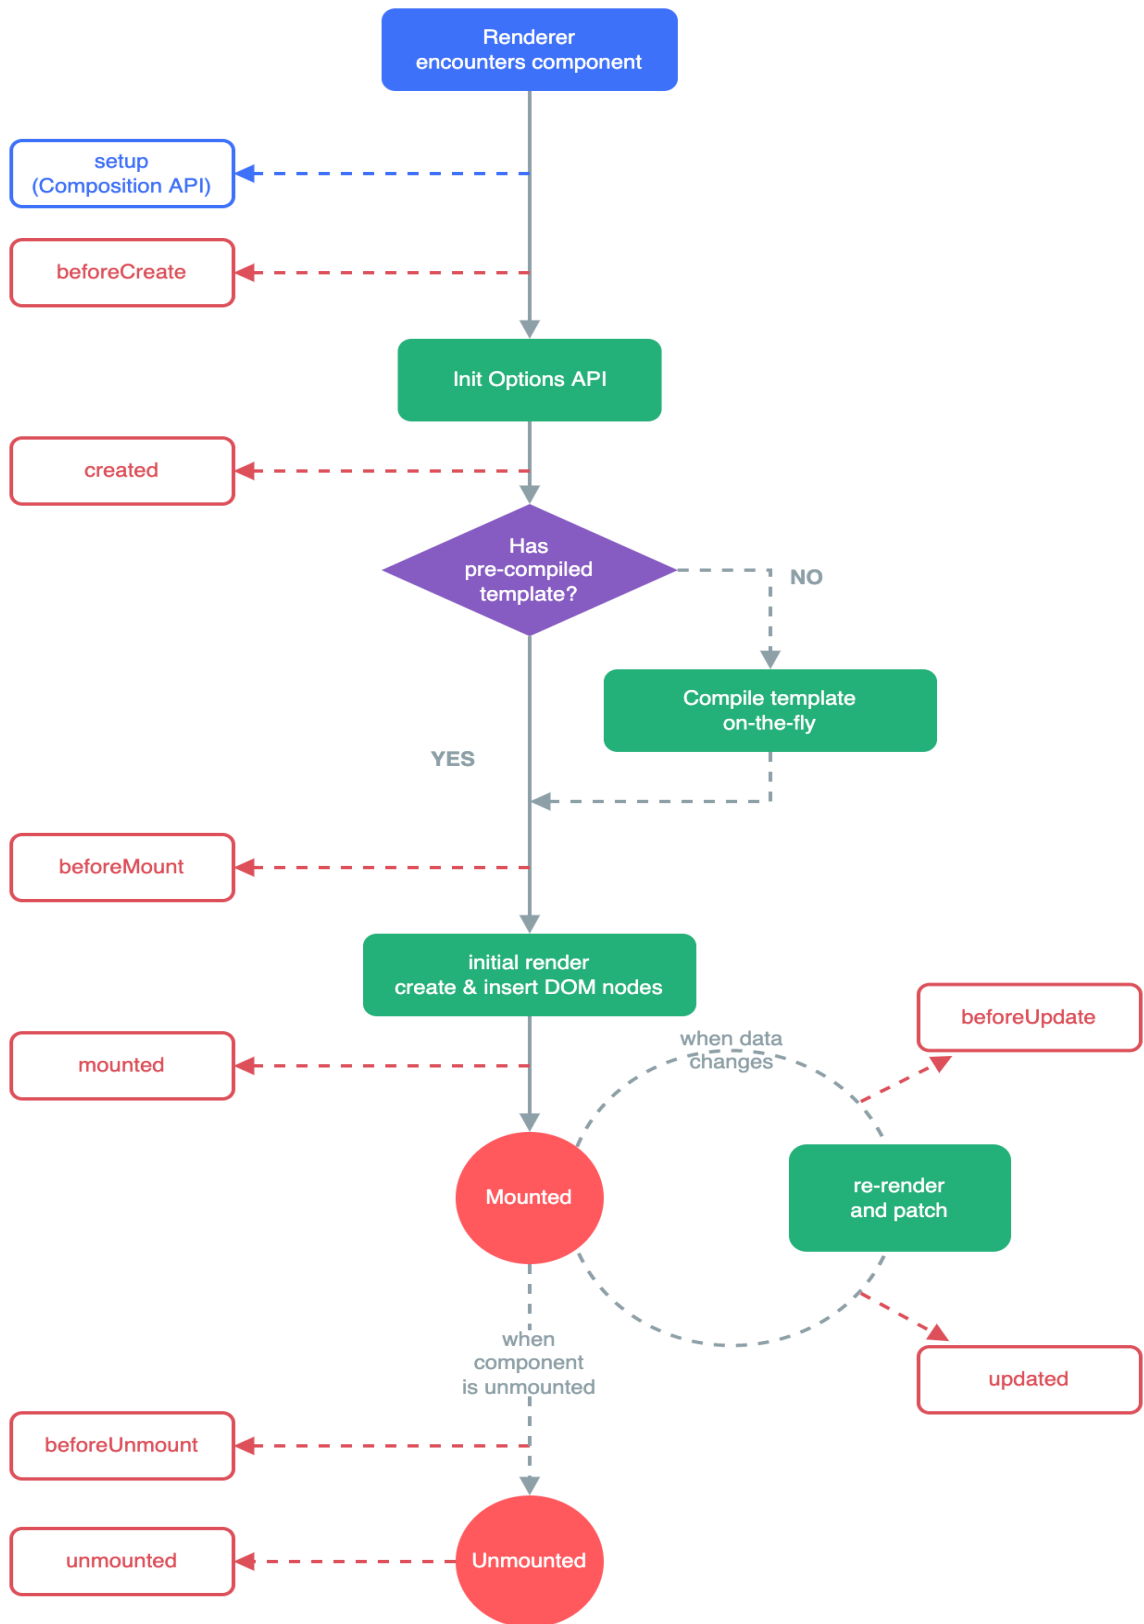 Renderer
encounters component
setup
(Composition API)
beforeCreate
Init Options API
created
Has
pre-compiled
template?
NO
Compile template
on-the-fly
YES
beforeMount
initial render
create & insert DOM nodes
beforeUpdate
mounted
when data
changes
Mounted
re-render
and patch
when
component
is unmounted
updated
beforeUnmount
Unmounted
unmounted